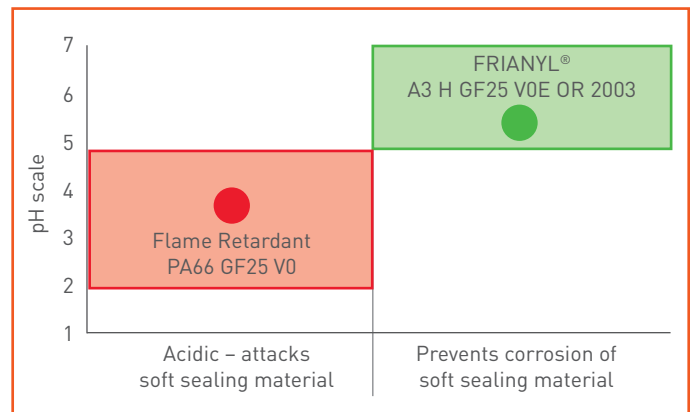 7
6
5
4
3
2
1
pH scale
FRIANYL®
A3 H GF25 V0E OR 2003
Flame Retardant
PA66 GF25 V0
Acidic – attacks
soft sealing material
Prevents corrosion of
soft sealing material